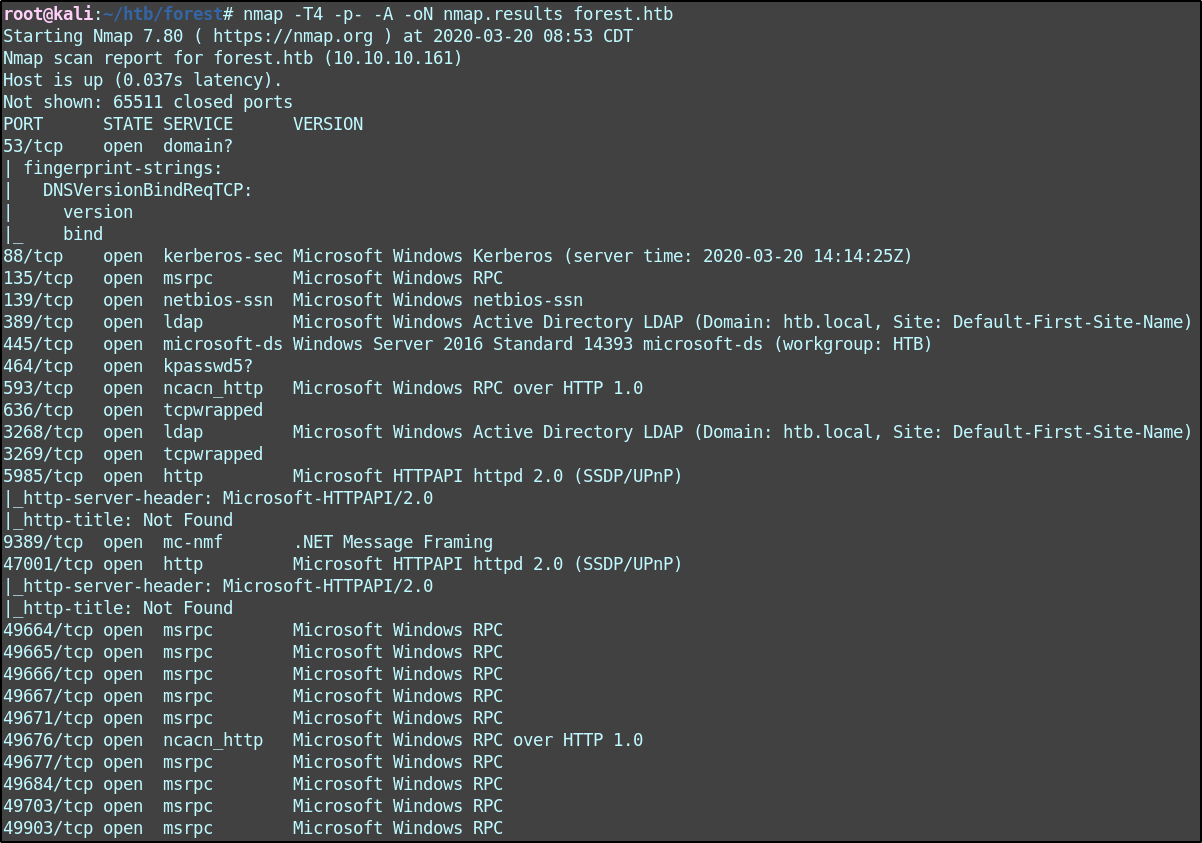 root@kali:~/htb/forest# nmap -T4 -p- -A -oN nmap.results forest.htb
Starting Nmap 7.80 ( https://nmap.org ) at 2020-03-20 08:53 CDT
Nmap scan report for forest.htb (10.10.10.161)
Host is up (0.037s latency).
Not shown: 65511 closed ports
PORT      STATE SERVICE      VERSION
53/tcp    open  domain?
| fingerprint-strings:
|   DNSVersionBindReqTCP:
|     version
|_    bind
88/tcp    open  kerberos-sec Microsoft Windows Kerberos (server time: 2020-03-20 14:14:25Z)
135/tcp   open  msrpc        Microsoft Windows RPC
139/tcp   open  netbios-ssn  Microsoft Windows netbios-ssn
389/tcp   open  ldap         Microsoft Windows Active Directory LDAP (Domain: htb.local, Site: Default-First-Site-Name)
445/tcp   open  microsoft-ds Windows Server 2016 Standard 14393 microsoft-ds (workgroup: HTB)
464/tcp   open  kpasswd5?
593/tcp   open  ncacn_http   Microsoft Windows RPC over HTTP 1.0
636/tcp   open  tcpwrapped
3268/tcp  open  ldap         Microsoft Windows Active Directory LDAP (Domain: htb.local, Site: Default-First-Site-Name)
3269/tcp  open  tcpwrapped
5985/tcp  open  http         Microsoft HTTPAPI httpd 2.0 (SSDP/UPnP)
|_http-server-header: Microsoft-HTTPAPI/2.0
|_http-title: Not Found
9389/tcp  open  mc-nmf       .NET Message Framing
47001/tcp open  http         Microsoft HTTPAPI httpd 2.0 (SSDP/UPnP)
|_http-server-header: Microsoft-HTTPAPI/2.0
|_http-title: Not Found
49664/tcp open  msrpc        Microsoft Windows RPC
49665/tcp open  msrpc        Microsoft Windows RPC
49666/tcp open  msrpc        Microsoft Windows RPC
49667/tcp open  msrpc        Microsoft Windows RPC
49671/tcp open  msrpc        Microsoft Windows RPC
49676/tcp open  ncacn_http   Microsoft Windows RPC over HTTP 1.0
49677/tcp open  msrpc        Microsoft Windows RPC
49684/tcp open  msrpc        Microsoft Windows RPC
49703/tcp open  msrpc        Microsoft Windows RPC
49903/tcp open  msrpc        Microsoft Windows RPC